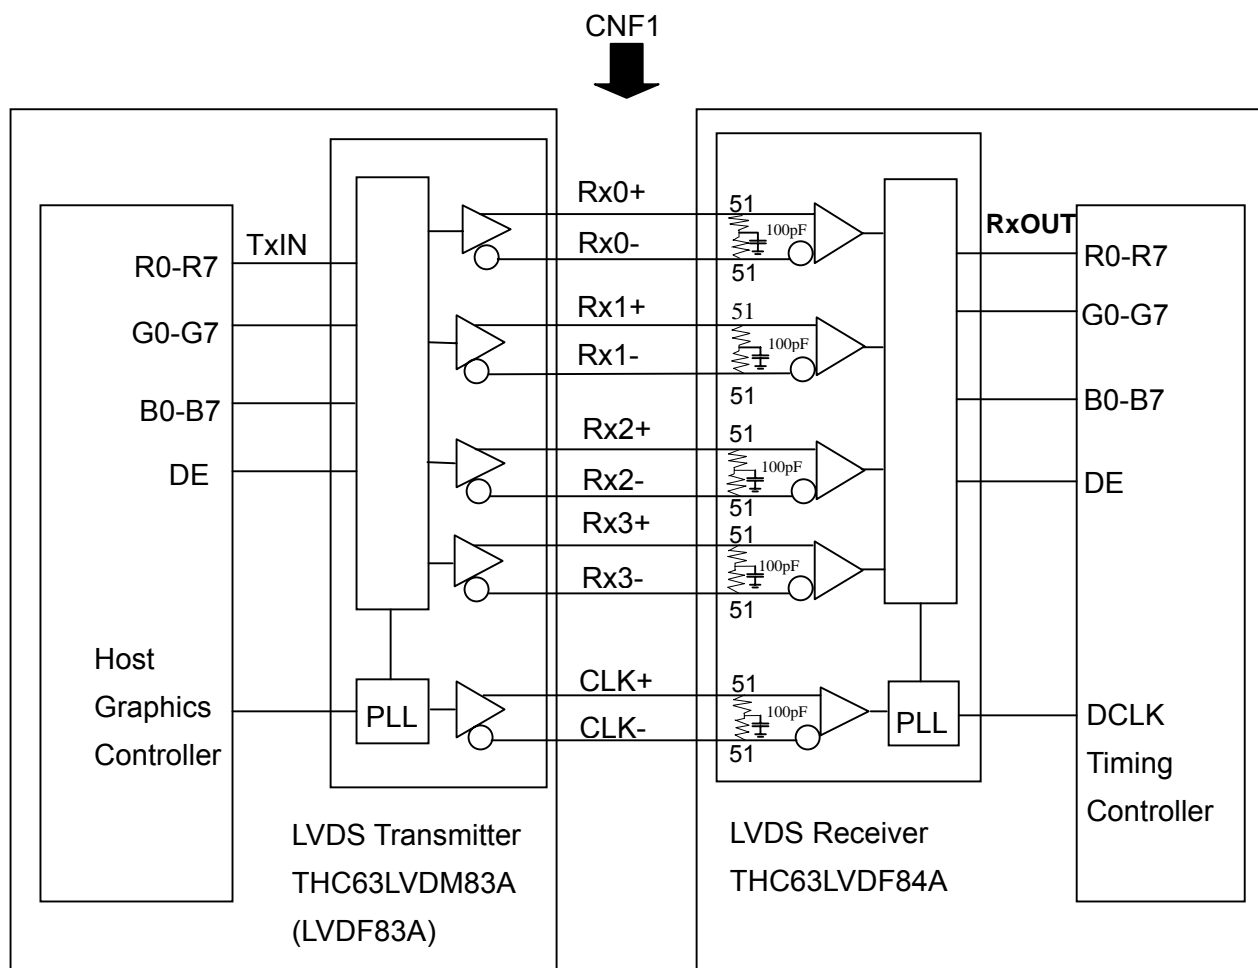 CNF1
Rx0+
Rx0-
Rx1+
Rx1-
Rx2+
Rx2-
Rx3+
Rx3-
CLK+
CLK-
TxIN
R0-R7
G0-G7
B0-B7
DE
Host
Graphics
Controller
PLL
LVDS Transmitter
THC63LVDM83A
(LVDF83A)
51
100pF
51
51
100pF
51
51
100pF
51
51
100pF
51
51
100pF
51
PLL
LVDS Receiver
THC63LVDF84A
RxOUT
R0-R7
G0-G7
B0-B7
DE
DCLK
Timing
Controller